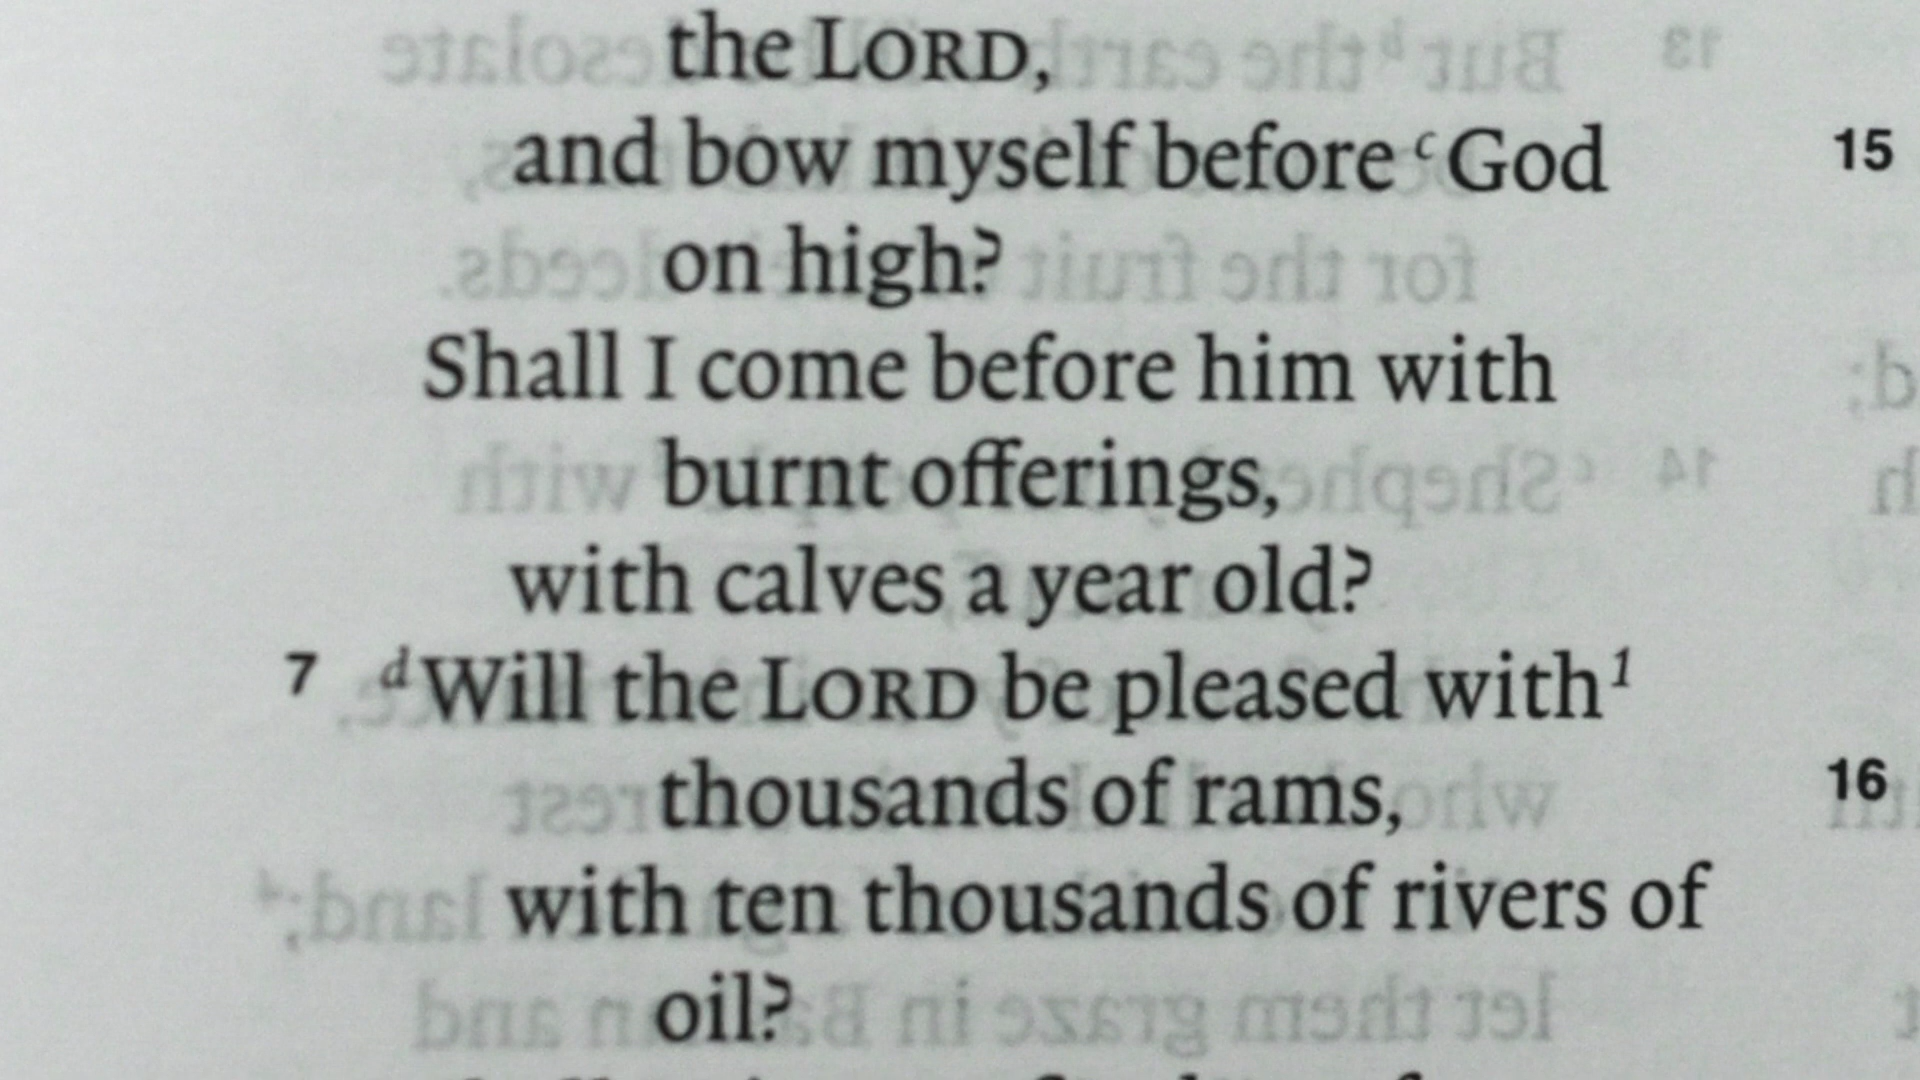 the LORD,
and bow myself before c God
on high?
Shall I come before him with
burnt offerings,
with calves a year old?
7 d Will the LORD be pleased with 1
thousands of rams,
with ten thousands of rivers of
oil?
15
16